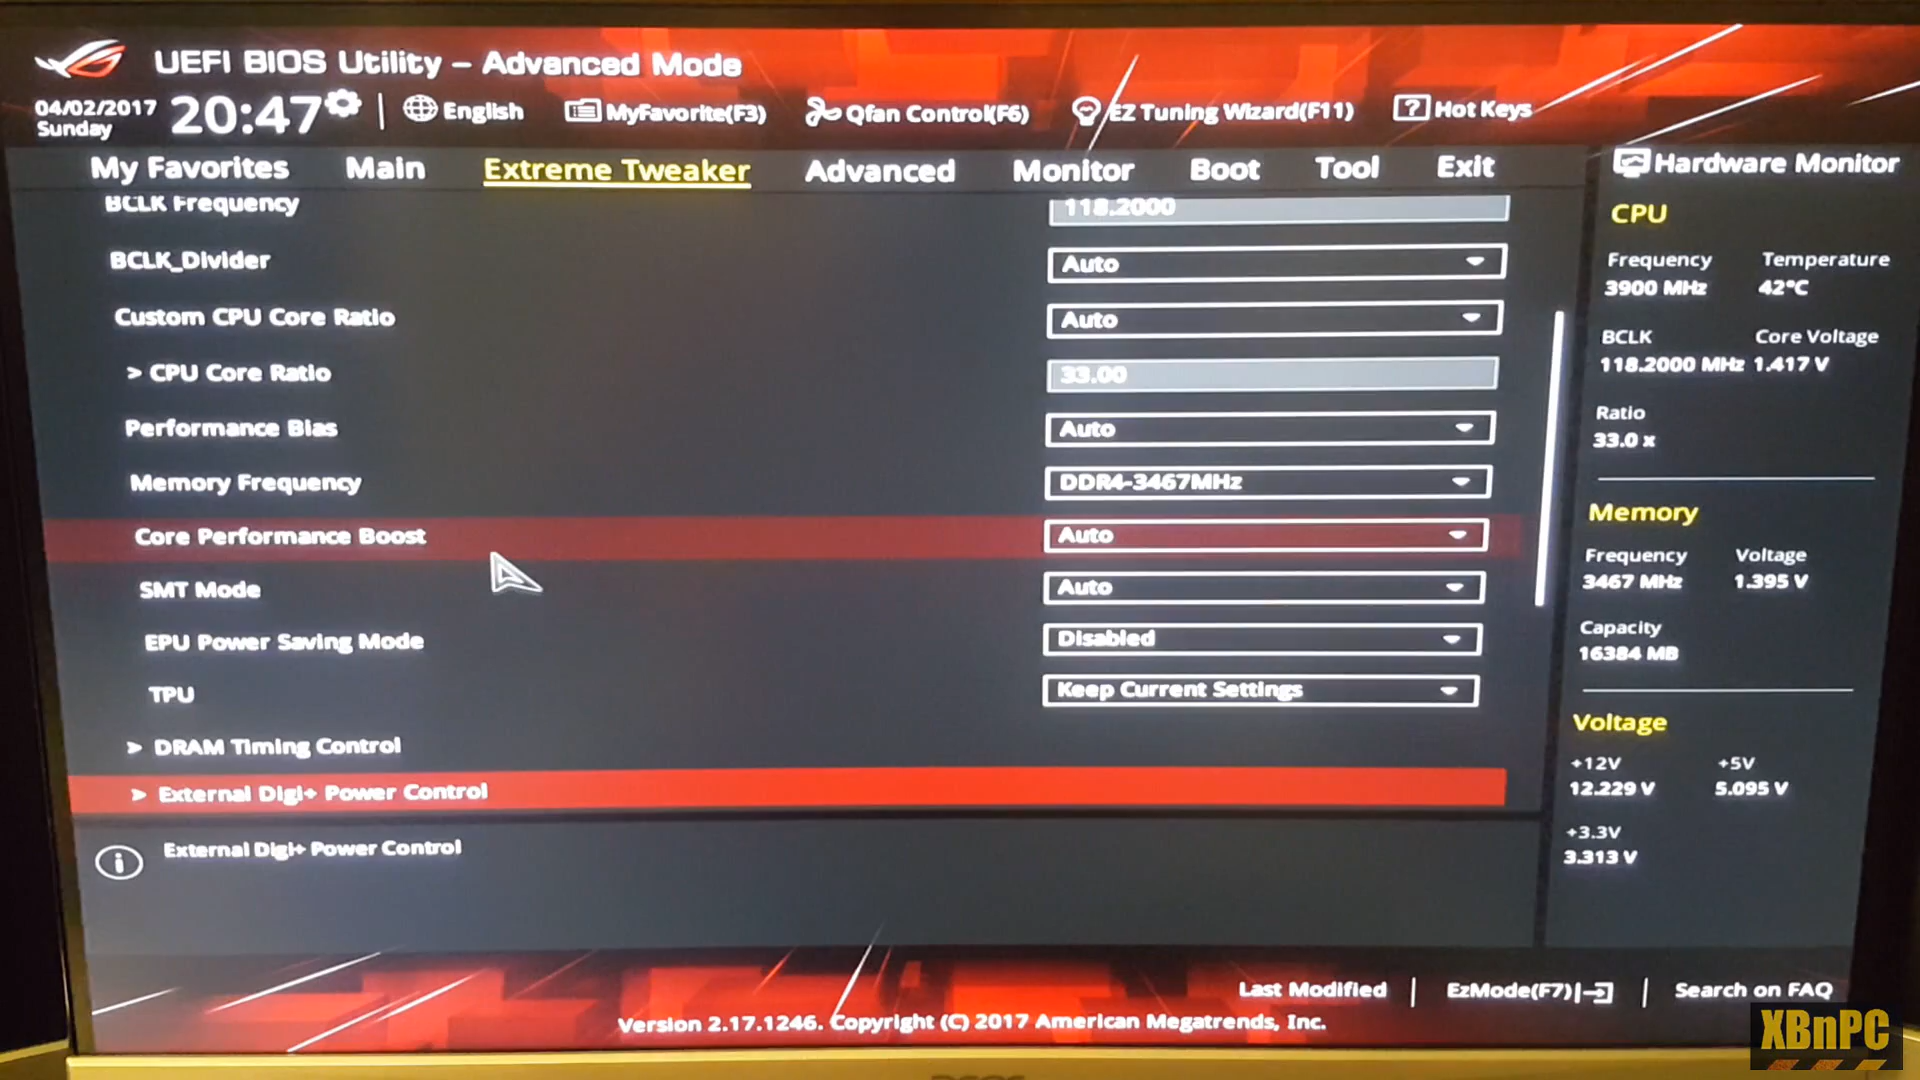 UEFI BIOS Utility – Advanced Mode
04/02/2017
Sunday
20:47
English
MyFavorite(F3)
Qfan Control(F6)
EZ Tuning Wizard(F11)
? Hot Keys
My Favorites
Main
Extreme Tweaker
Advanced
Monitor
Boot
Tool
Exit
BCLK Frequency
118.2000
BCLK_Divider
Auto
Custom CPU Core Ratio
Auto
> CPU Core Ratio
33.00
Performance Bias
Auto
Memory Frequency
DDR4-3467MHz
Core Performance Boost
Auto
SMT Mode
Auto
EPU Power Saving Mode
Disabled
TPU
Keep Current Settings
> DRAM Timing Control
> External Digi+ Power Control
External Digi+ Power Control
Hardware Monitor
CPU
Frequency Temperature
3900 MHz 42°C
BCLK Core Voltage
118.2000 MHz 1.417 V
Ratio
33.0 x
Memory
Frequency Voltage
3467 MHz 1.395 V
Capacity
16384 MB
Voltage
+12V +5V
12.229 V 5.095 V
+3.3V
3.313 V
Last Modified
EzMode(F7)
Search on FAQ
Version 2.17.1246. Copyright (C) 2017 American Megatrends, Inc.
XBnPC